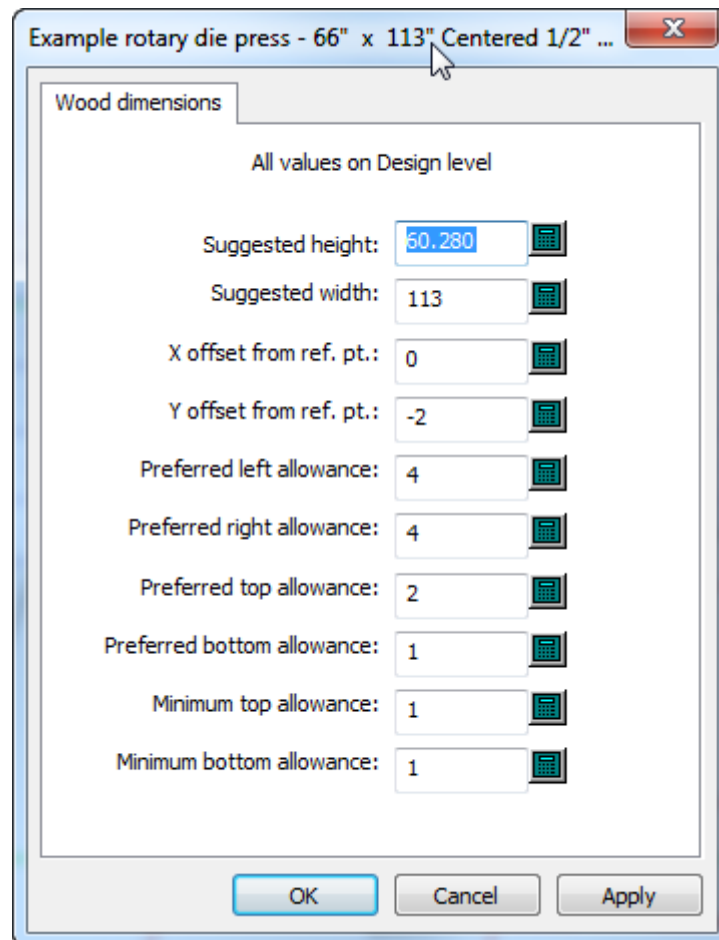 Example rotary die press - 66" x 113" Centered 1/2" ...
Wood dimensions
All values on Design level
Suggested height: 60.280
Suggested width: 113
X offset from ref. pt.: 0
Y offset from ref. pt.: -2
Preferred left allowance: 4
Preferred right allowance: 4
Preferred top allowance: 2
Preferred bottom allowance: 1
Minimum top allowance: 1
Minimum bottom allowance: 1
OK Cancel Apply